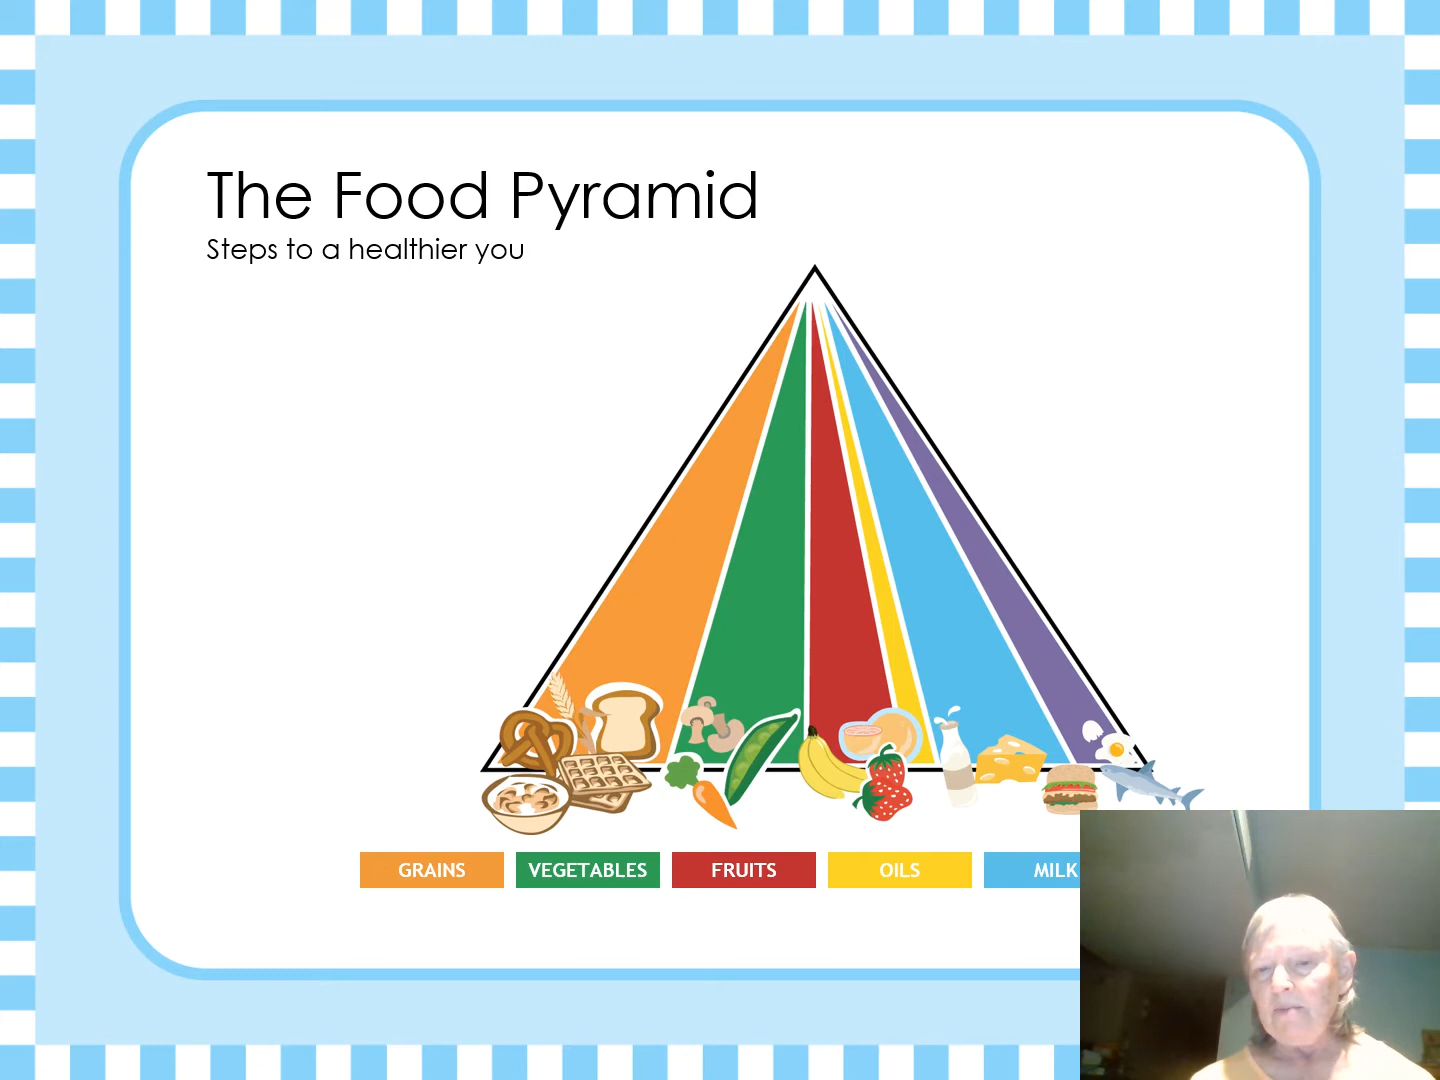 The Food Pyramid
Steps to a healthier you
GRAINS VEGETABLES FRUITS OILS MILK